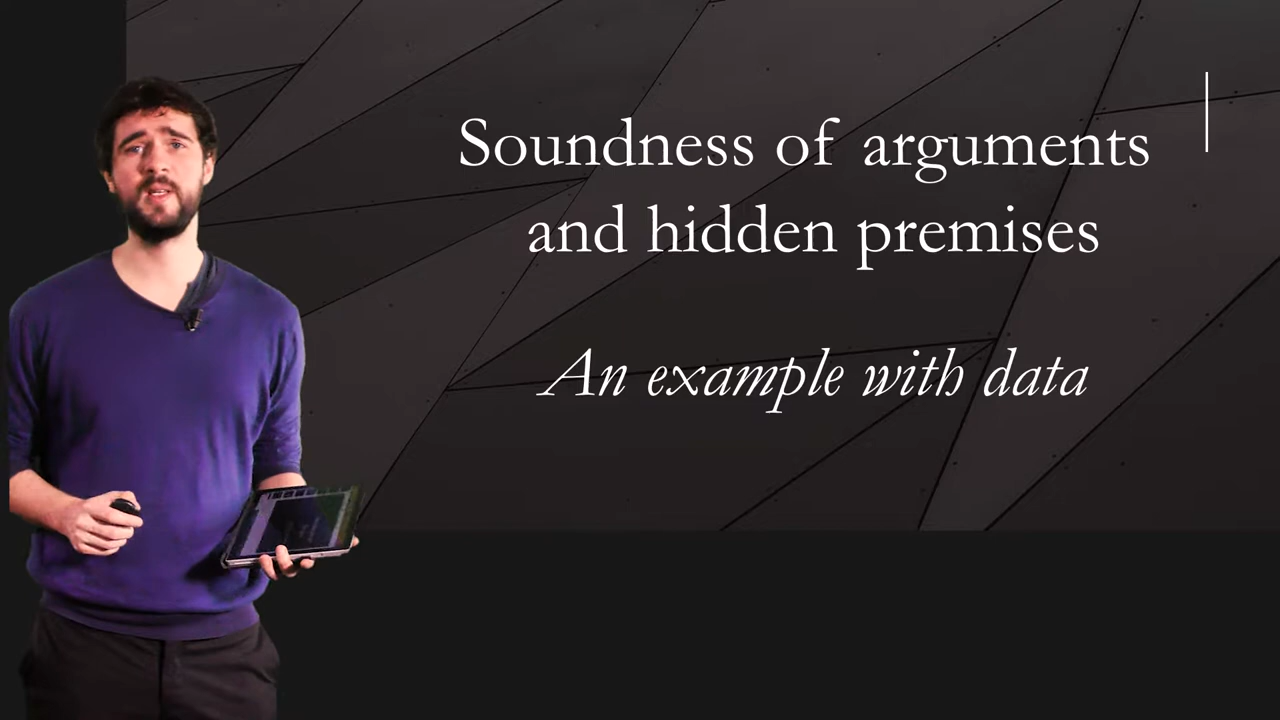 Soundness of arguments
and hidden premises
An example with data